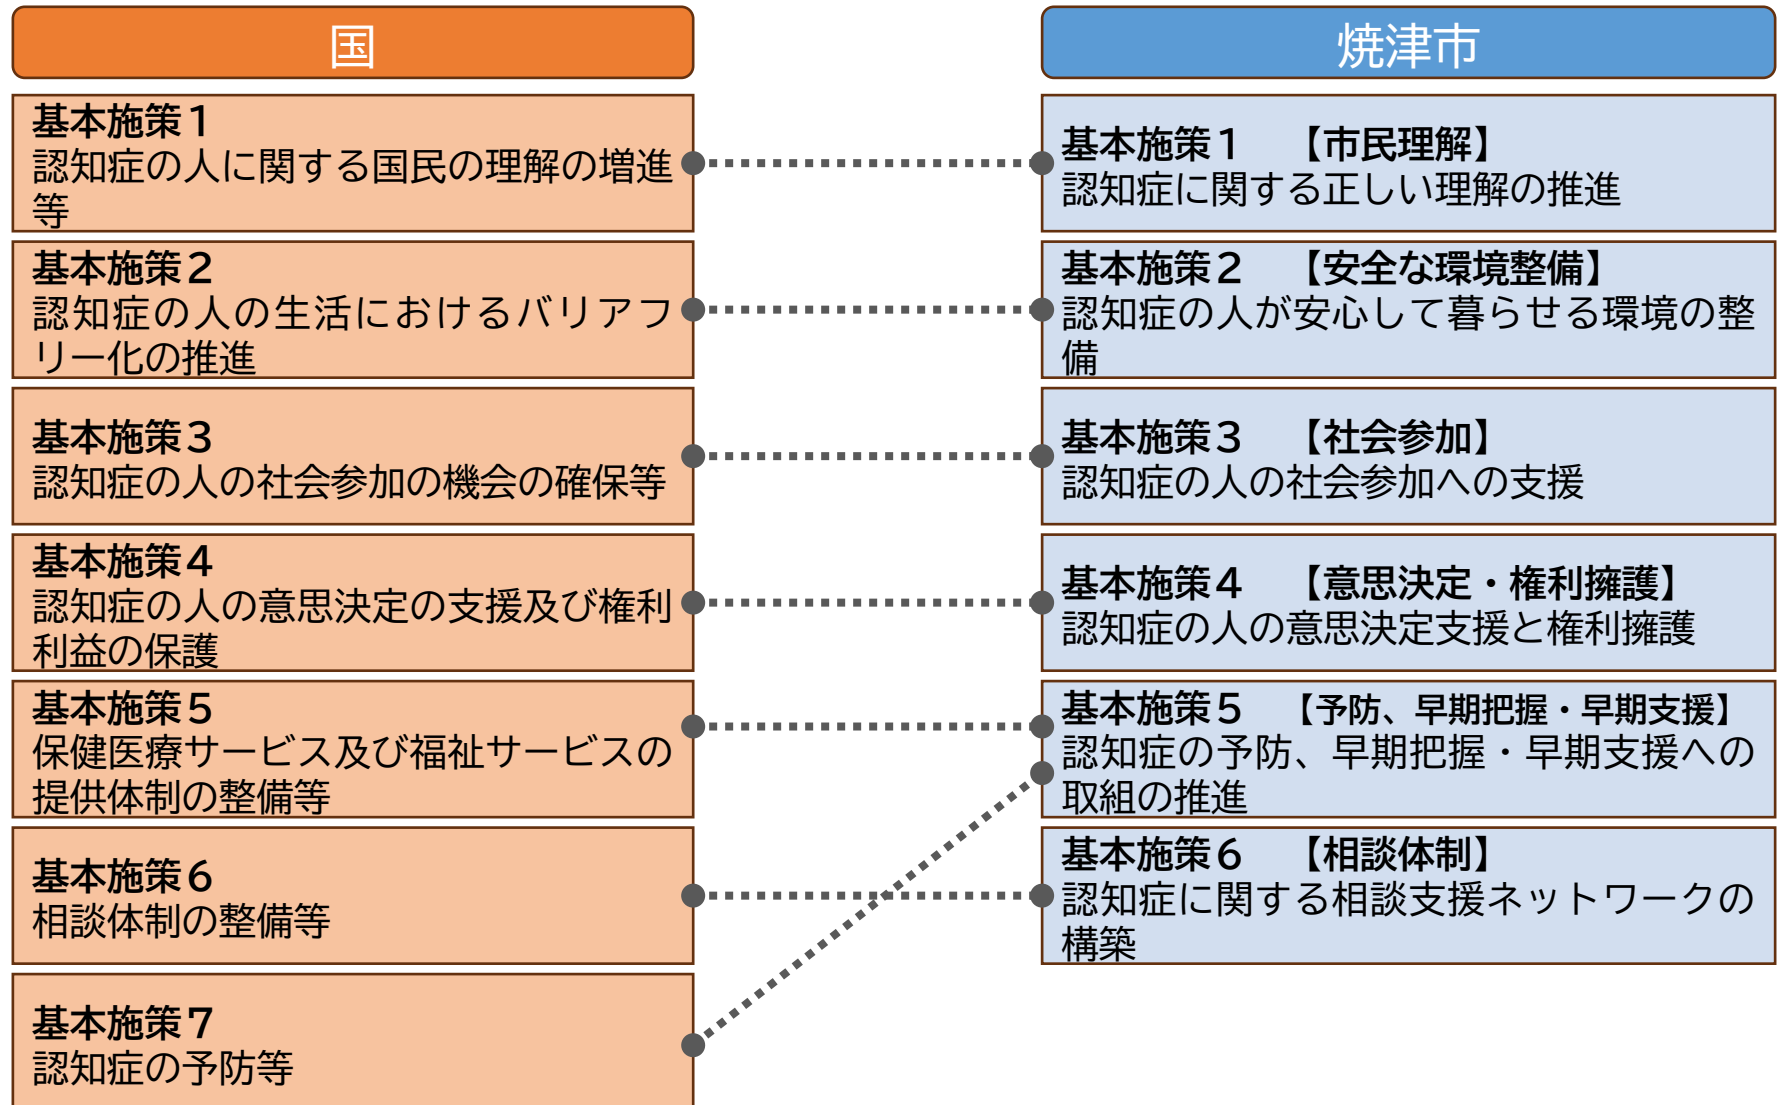 国
基本施策１
認知症の人に関する国民の理解の増進
等
基本施策２
認知症の人の生活におけるバリアフ
リー化の推進
基本施策３
認知症の人の社会参加の機会の確保等
基本施策４
認知症の人の意思決定の支援及び権利
利益の保護
基本施策５
保健医療サービス及び福祉サービスの
提供体制の整備等
基本施策６
相談体制の整備等
基本施策７
認知症の予防等
焼津市
基本施策１　【市民理解】
認知症に関する正しい理解の推進
基本施策２　【安全な環境整備】
認知症の人が安心して暮らせる環境の整
備
基本施策３　【社会参加】
認知症の人の社会参加への支援
基本施策４　【意思決定・権利擁護】
認知症の人の意思決定支援と権利擁護
基本施策５　【予防、早期把握・早期支援】
認知症の予防、早期把握・早期支援への
取組の推進
基本施策６　【相談体制】
認知症に関する相談支援ネットワークの
構築